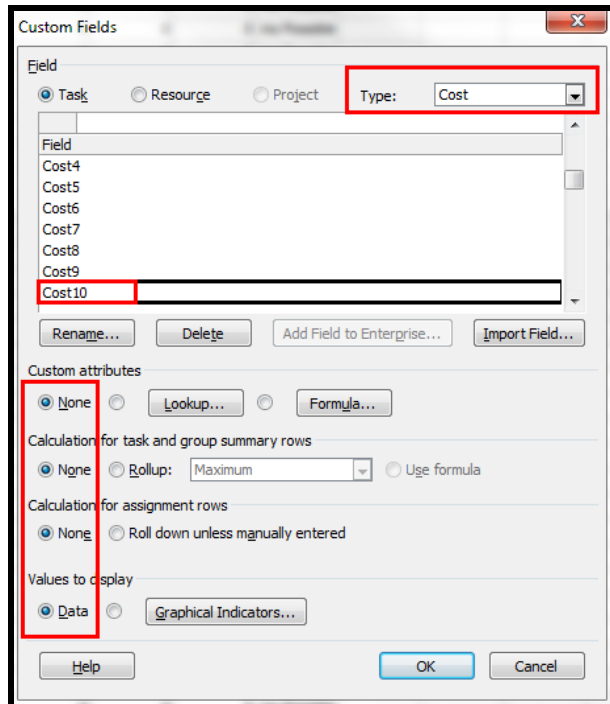 Custom Fields
Field
Task Resource Project Type: Cost
Field
Cost4
Cost5
Cost6
Cost7
Cost8
Cost9
Cost10
Rename... Delete Add Field to Enterprise... Import Field...
Custom attributes
None Lookup... Formula...
Calculation for task and group summary rows
None Rollup: Maximum Use formula
Calculation for assignment rows
None Roll down unless manually entered
Values to display
Data Graphical Indicators...
Help OK Cancel